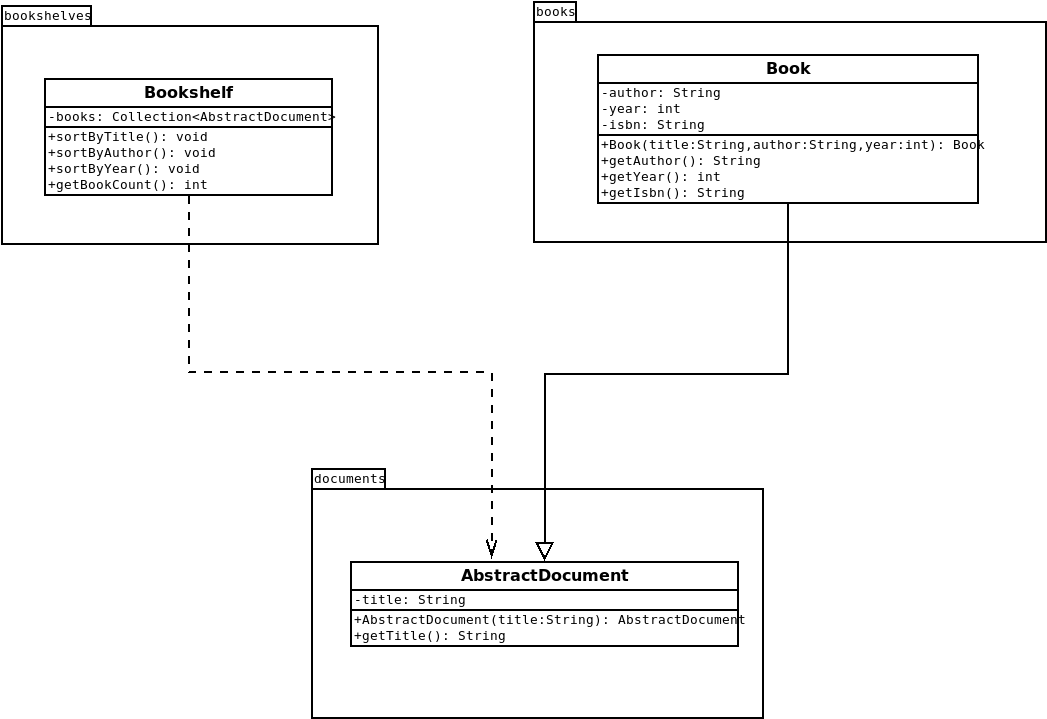 bookshelves
Bookshelf
-books: Collection<AbstractDocument>
+sortByTitle(): void
+sortByAuthor(): void
+sortByYear(): void
+getBookCount(): int
books
Book
-author: String
-year: int
-isbn: String
+Book(title:String,author:String,year:int): Book
+getAuthor(): String
+getYear(): int
+getIsbn(): String
documents
AbstractDocument
-title: String
+AbstractDocument(title:String): AbstractDocument
+getTitle(): String